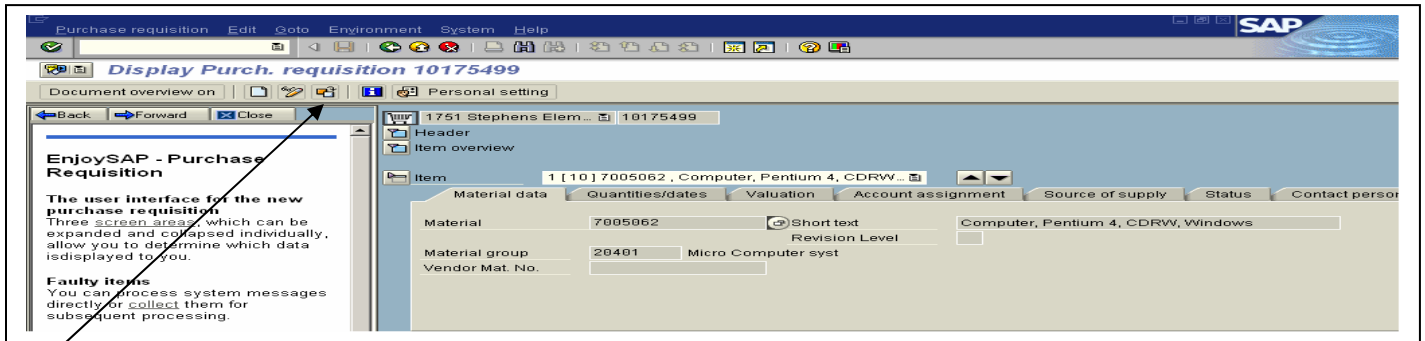 Purchase requisition Edit Goto Environment System Help
SAP
Display Purch. requisition 10175499
Document overview on Personal setting
Back Forward Close
EnjoySAP - Purchase
Requisition
The user interface for the new
purchase requisition
Three screen areas, which can be
expanded and collapsed individually,
allow you to determine which data
isdisplayed to you.
Faulty items
You can process system messages
directly or collect them for
subsequent processing.
1751 Stephens Elem... 10175499
Header
Item overview
Item 1 [ 10 ] 7005062 , Computer, Pentium 4, CDRW...
Material data Quantities/dates Valuation Account assignment Source of supply Status Contact person
Material 7005062 Short text Computer, Pentium 4, CDRW, Windows
Revision Level
Material group 20401 Micro Computer syst
Vendor Mat. No.